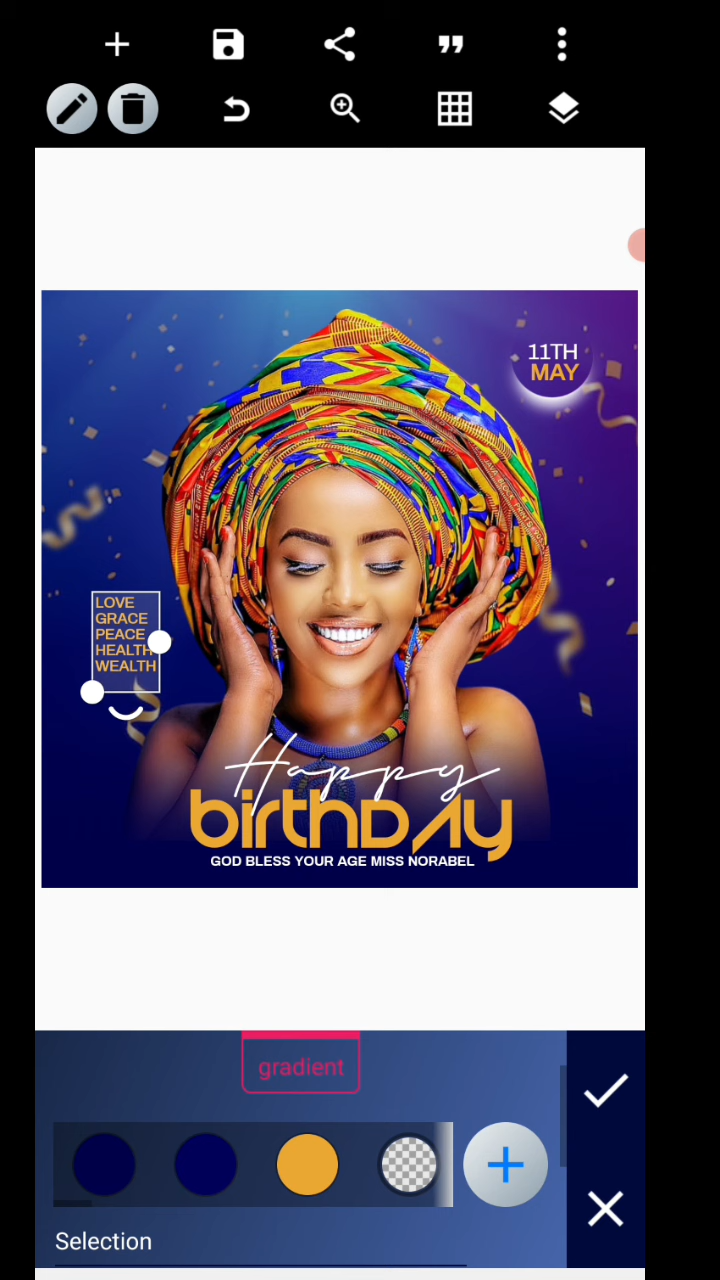 11TH
MAY
LOVE
GRACE
PEACE
HEALTH
WEALTH
Happy
birthDAy
GOD BLESS YOUR AGE MISS NORABEL
gradient
Selection